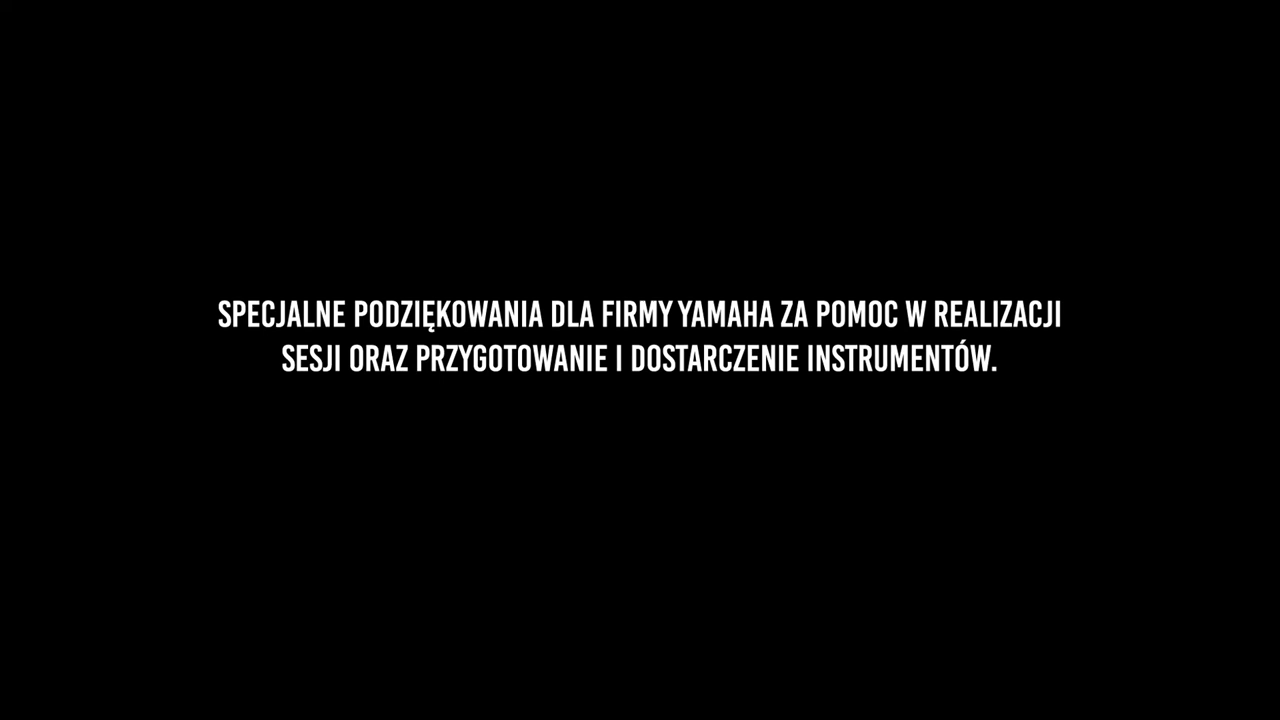 SPECJALNE PODZIĘKOWANIA DLA FIRMY YAMAHA ZA POMOC W REALIZACJI
SESJI ORAZ PRZYGOTOWANIE I DOSTARCZENIE INSTRUMENTÓW.